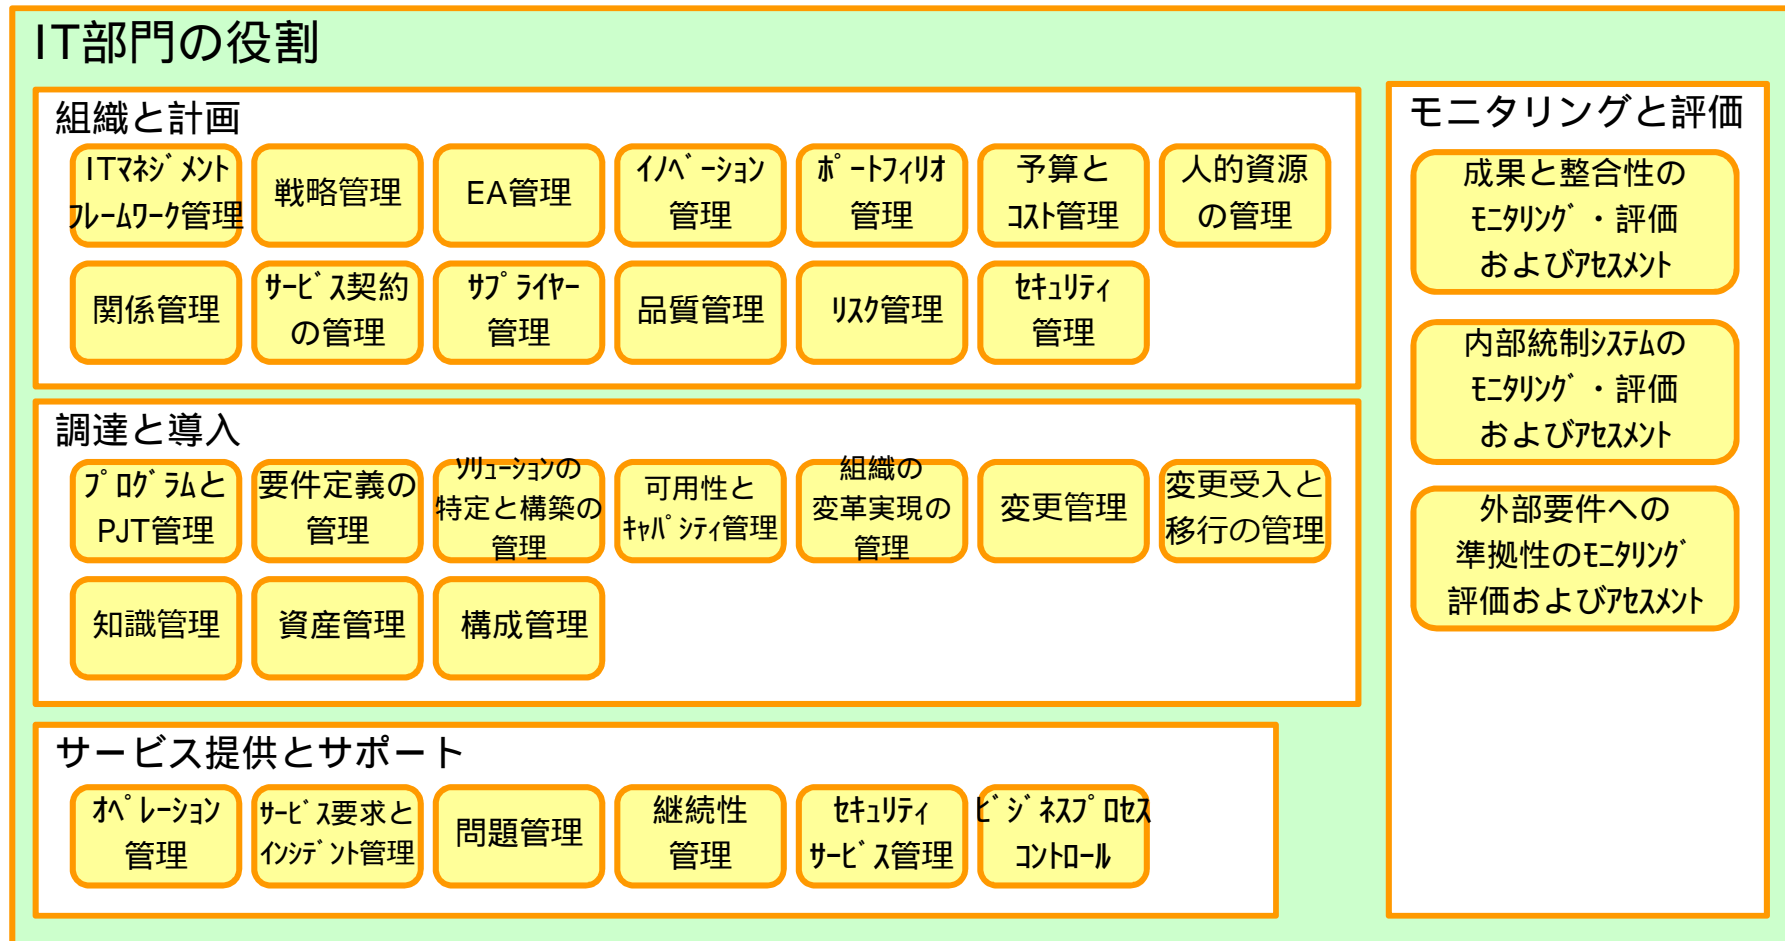 IT部門の役割
組織と計画
ITﾏﾈｼﾞﾒﾝﾄ
ﾌﾚｰﾑﾜｰｸ管理
戦略管理
EA管理
ｲﾉﾍﾞｰｼｮﾝ
管理
ﾎﾟｰﾄﾌｨﾘｵ
管理
予算と
ｺｽﾄ管理
人的資源
の管理
関係管理
ｻｰﾋﾞｽ契約
の管理
ｻﾌﾟﾗｲﾔｰ
管理
品質管理
ﾘｽｸ管理
ｾｷｭﾘﾃｨ
管理
調達と導入
ﾌﾟﾛｸﾞﾗﾑと
PJT管理
要件定義の
管理
ｿﾘｭｰｼｮﾝの
特定と構築の
管理
可用性と
ｷｬﾊﾟｼﾃｨ管理
組織の
変革実現の
管理
変更管理
変更受入と
移行の管理
知識管理
資産管理
構成管理
サービス提供とサポート
ｵﾍﾟﾚｰｼｮﾝ
管理
ｻｰﾋﾞｽ要求と
ｲﾝｼﾃﾞﾝﾄ管理
問題管理
継続性
管理
ｾｷｭﾘﾃｨ
ｻｰﾋﾞｽ管理
ﾋﾞｼﾞﾈｽﾌﾟﾛｾｽ
ｺﾝﾄﾛｰﾙ
モニタリングと評価
成果と整合性の
ﾓﾆﾀﾘﾝｸﾞ・評価
およびｱｾｽﾒﾝﾄ
内部統制ｼｽﾃﾑの
ﾓﾆﾀﾘﾝｸﾞ・評価
およびｱｾｽﾒﾝﾄ
外部要件への
準拠性のﾓﾆﾀﾘﾝｸﾞ
評価およびｱｾｽﾒﾝﾄ